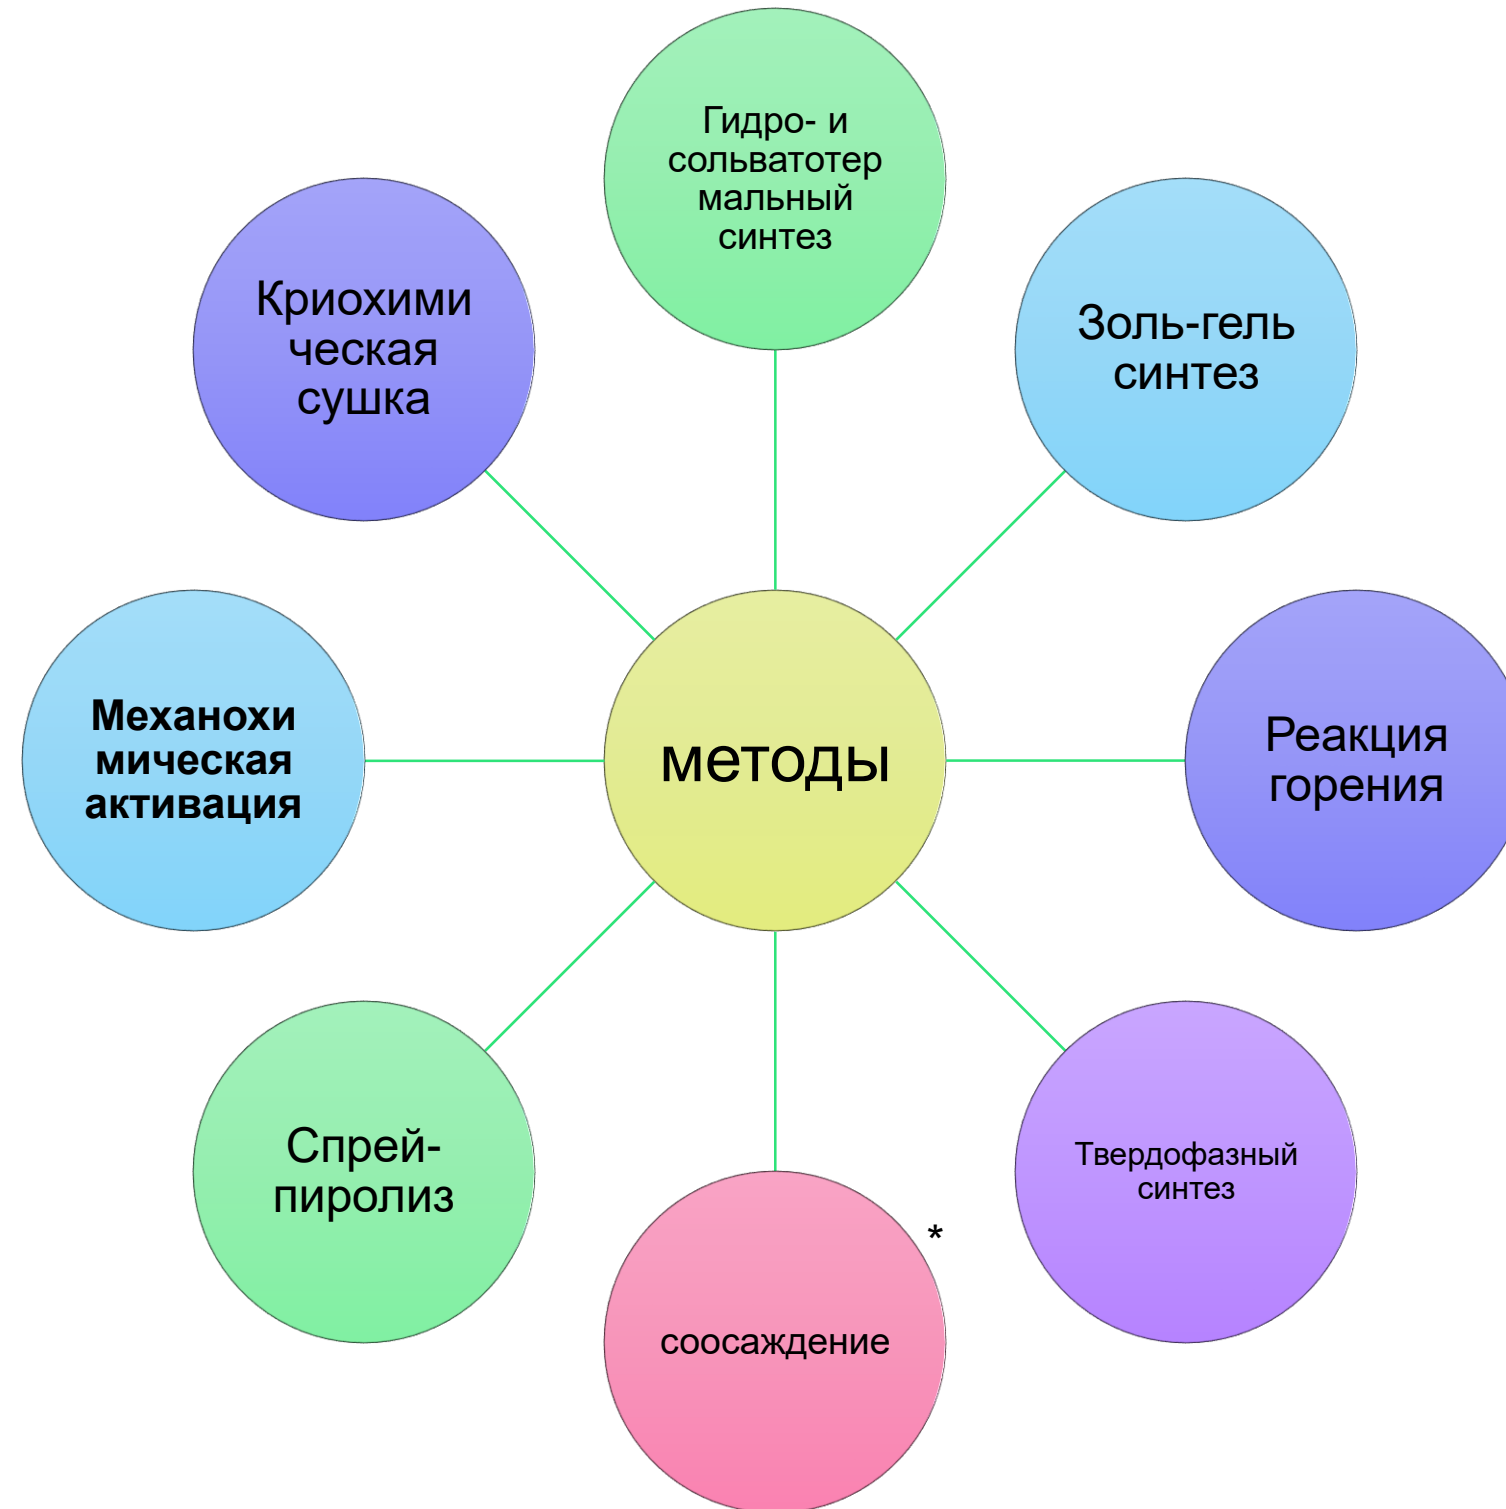 Гидро- и
сольватотер
мальный
синтез
Криохими
ческая
сушка
Золь-гель
синтез
Механохи
мическая
активация
методы
Реакция
горения
Спрей-
пиролиз
Твердофазный
синтез
*
соосаждение